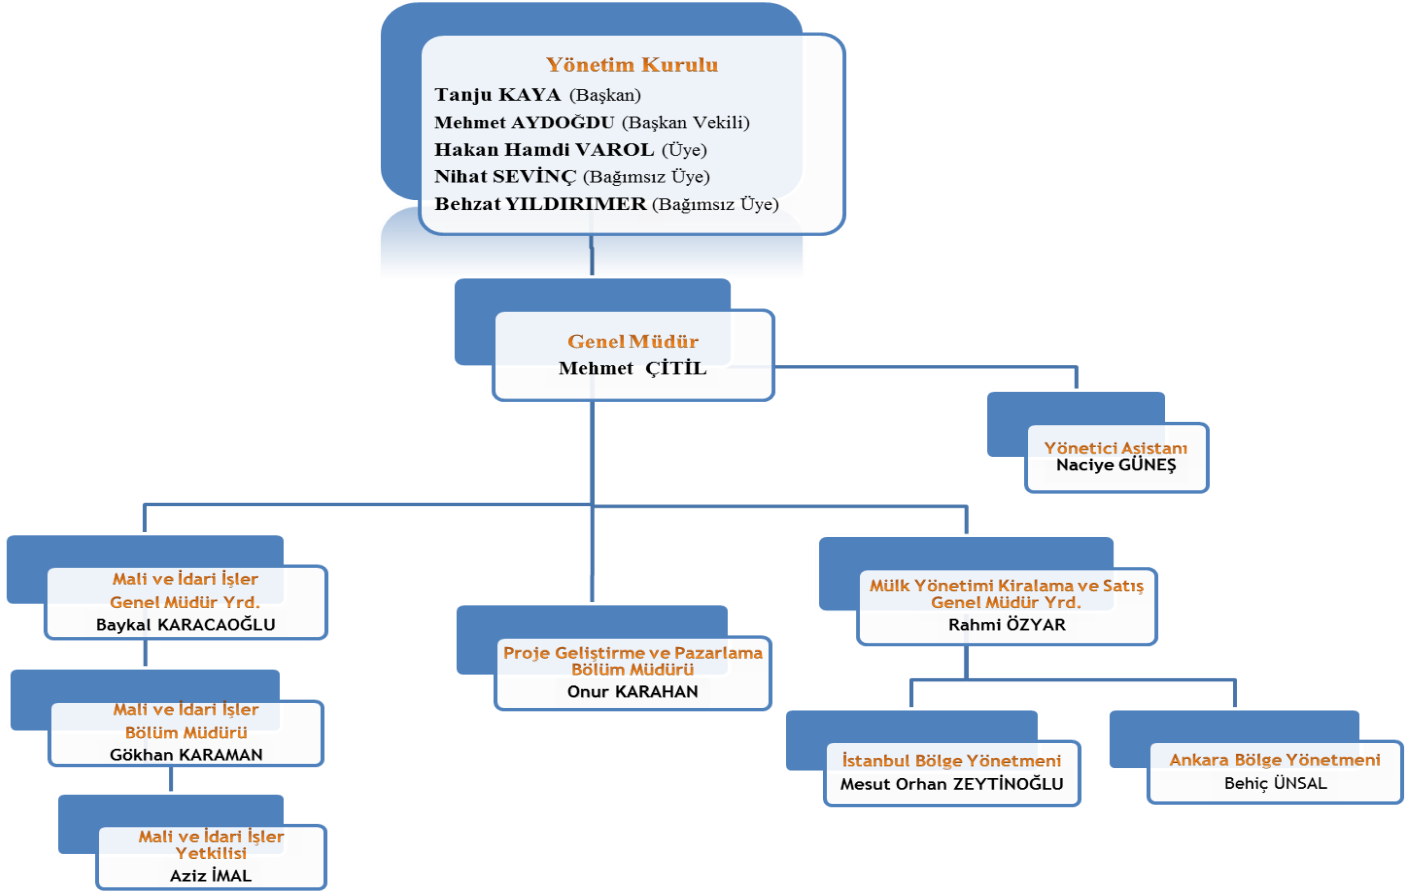 Yönetim Kurulu
Tanju KAYA (Başkan)
Mehmet AYDOĞDU (Başkan Vekili)
Hakan Hamdi VAROL (Üye)
Nihat SEVİNÇ (Bağımsız Üye)
Behzat YILDIRIMER (Bağımsız Üye)
Genel Müdür
Mehmet ÇİTİL
Yönetici Asistanı
Naciye GÜNEŞ
Mali ve İdari İşler
Genel Müdür Yrd.
Baykal KARACAOĞLU
Mali ve İdari İşler
Bölüm Müdürü
Gökhan KARAMAN
Mali ve İdari İşler
Yetkilisi
Aziz İMAL
Proje Geliştirme ve Pazarlama
Bölüm Müdürü
Onur KARAHAN
Mülk Yönetimi Kiralama ve Satış
Genel Müdür Yrd.
Rahmi ÖZYAR
İstanbul Bölge Yönetmeni
Mesut Orhan ZEYTİNOĞLU
Ankara Bölge Yönetmeni
Behiç ÜNSAL